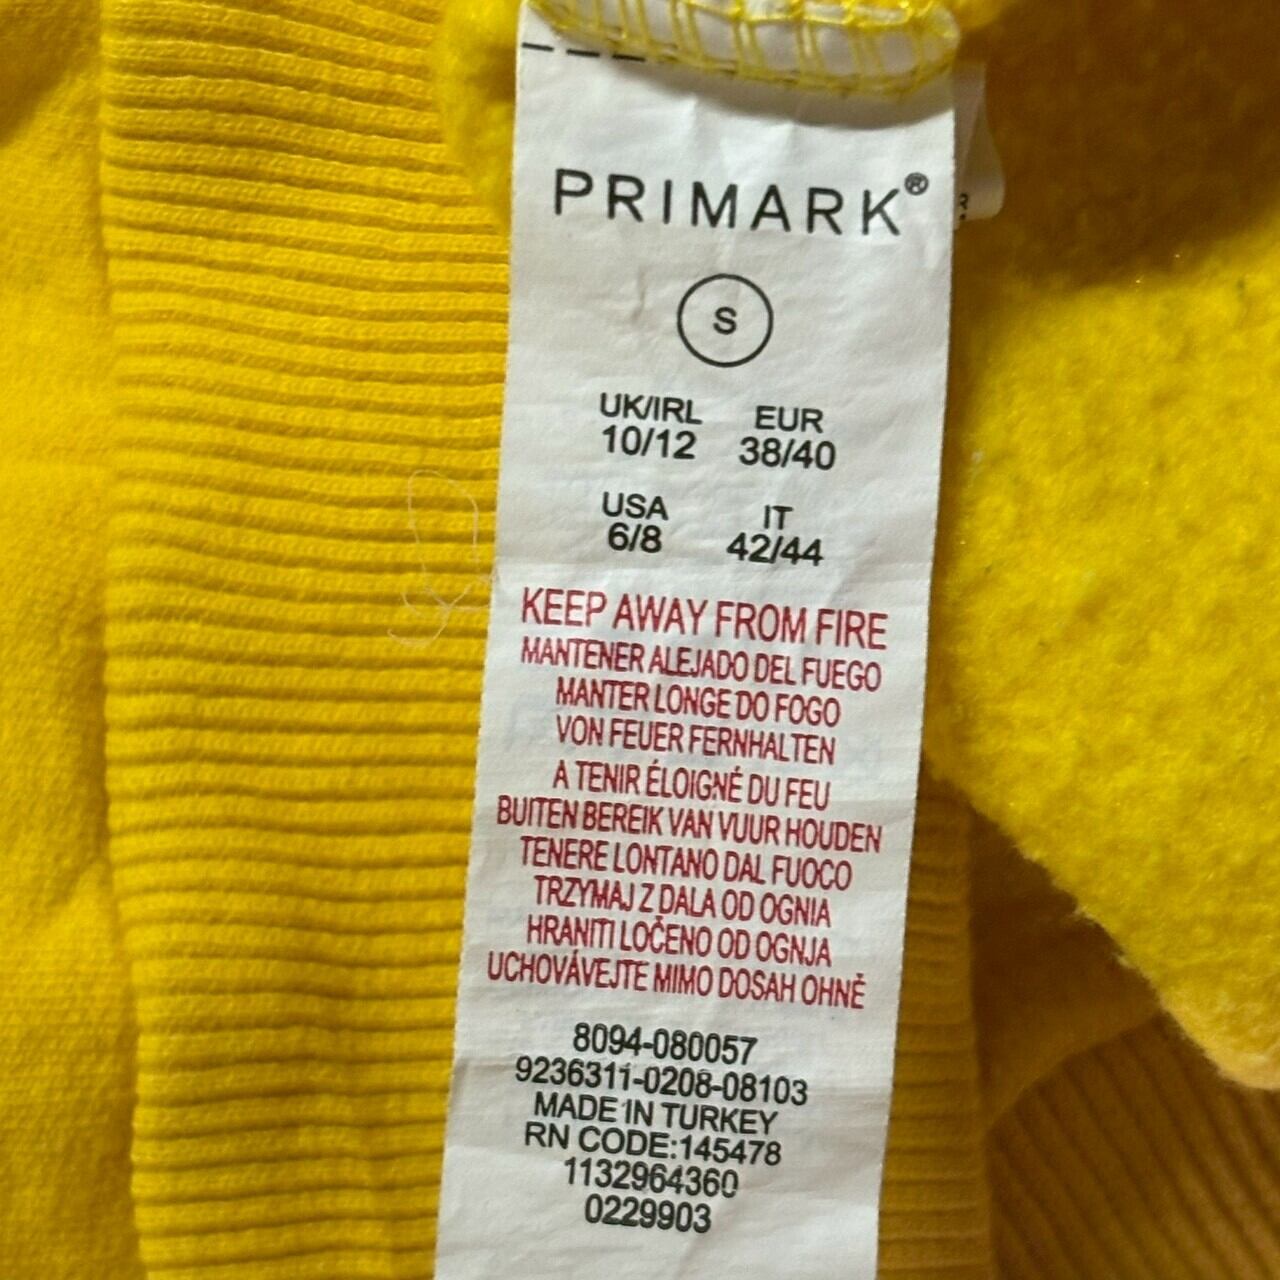 PRIMARK®
S
UK/IRL EUR
10/12 38/40
USA IT
6/8 42/44
KEEP AWAY FROM FIRE
MANTENER ALEJADO DEL FUEGO
MANTER LONGE DO FOGO
VON FEUER FERNHALTEN
A TENIR ÉLOIGNÉ DU FEU
BUITEN BEREIK VAN VUUR HOUDEN
TENERE LONTANO DAL FUOCO
TRZYMAJ Z DALA OD OGNIA
HRANITI LOČENO OD OGNJA
UCHOVÁVEJTE MIMO DOSAH OHNĚ
8094-080057
9236311-0208-08103
MADE IN TURKEY
RN CODE:145478
1132964360
0229903